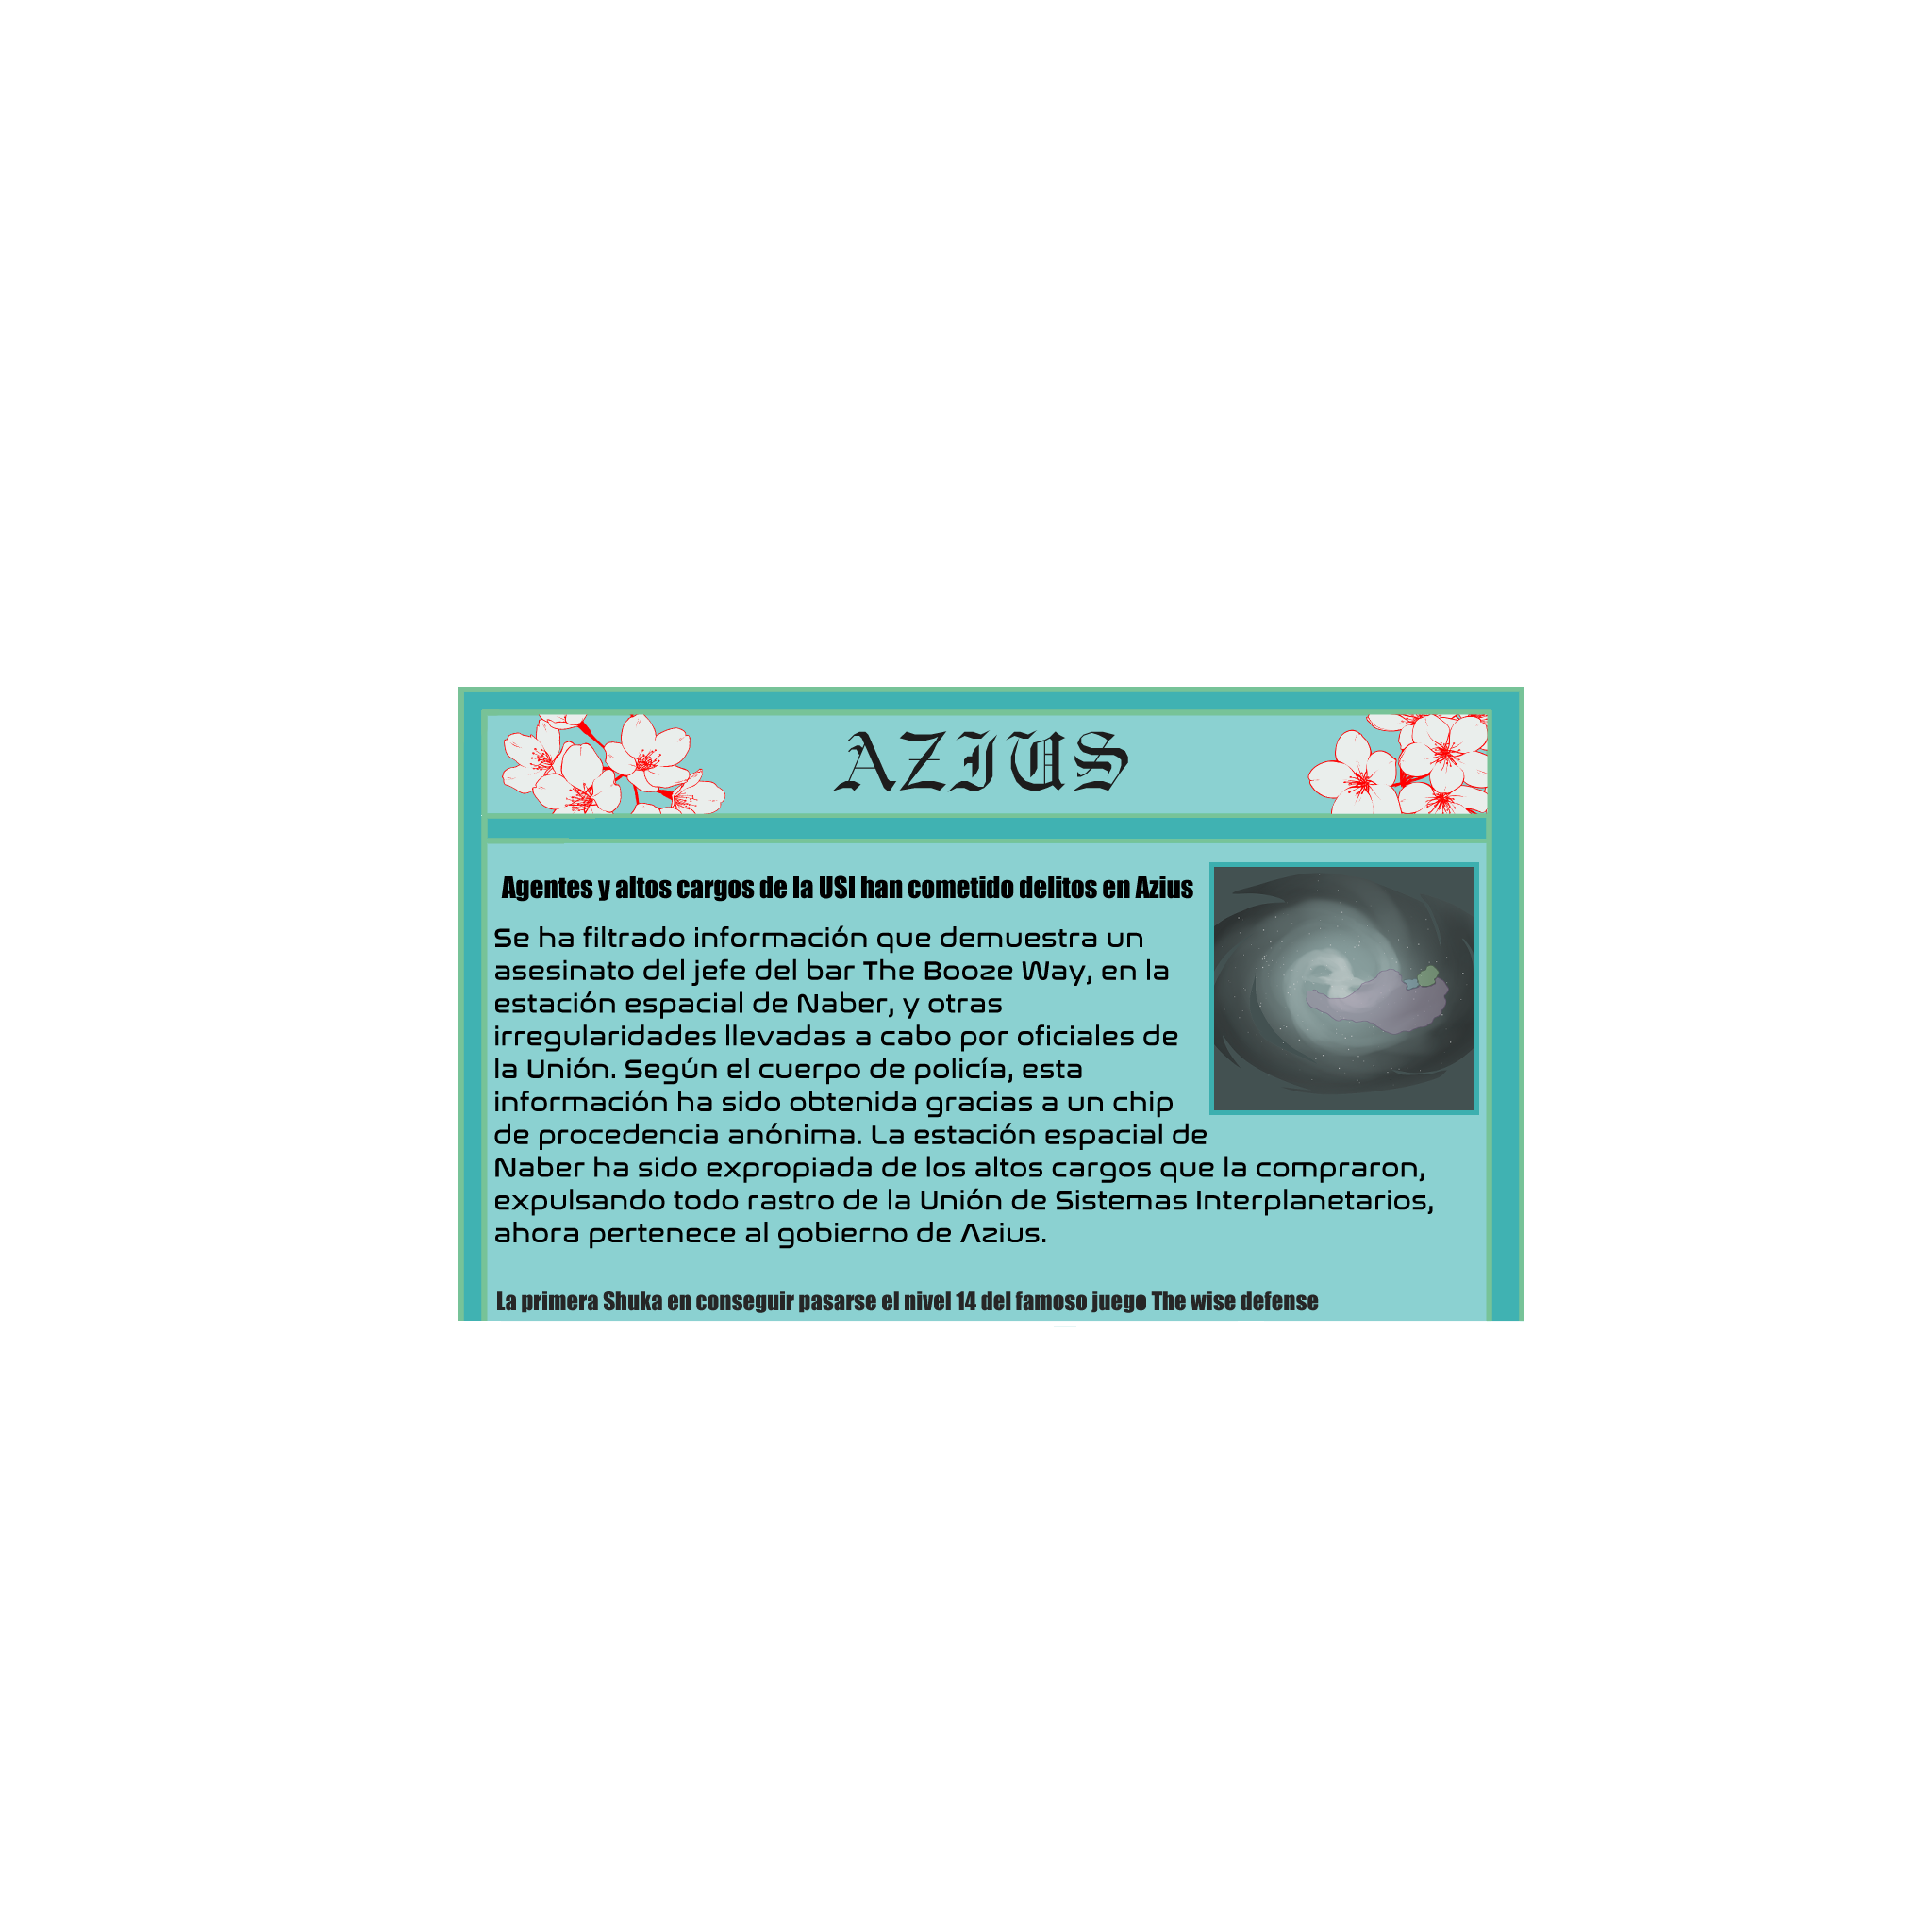 AZIUS
Agentes y altos cargos de la USI han cometido delitos en Azius
Se ha filtrado información que demuestra un
asesinato del jefe del bar The Booze Way, en la
estación espacial de Naber, y otras
irregularidades llevadas a cabo por oficiales de
la Unión. Según el cuerpo de policía, esta
información ha sido obtenida gracias a un chip
de procedencia anónima. La estación espacial de
Naber ha sido expropiada de los altos cargos que la compraron,
expulsando todo rastro de la Unión de Sistemas Interplanetarios,
ahora pertenece al gobierno de Azius.
La primera Shuka en conseguir pasarse el nivel 14 del famoso juego The wise defense